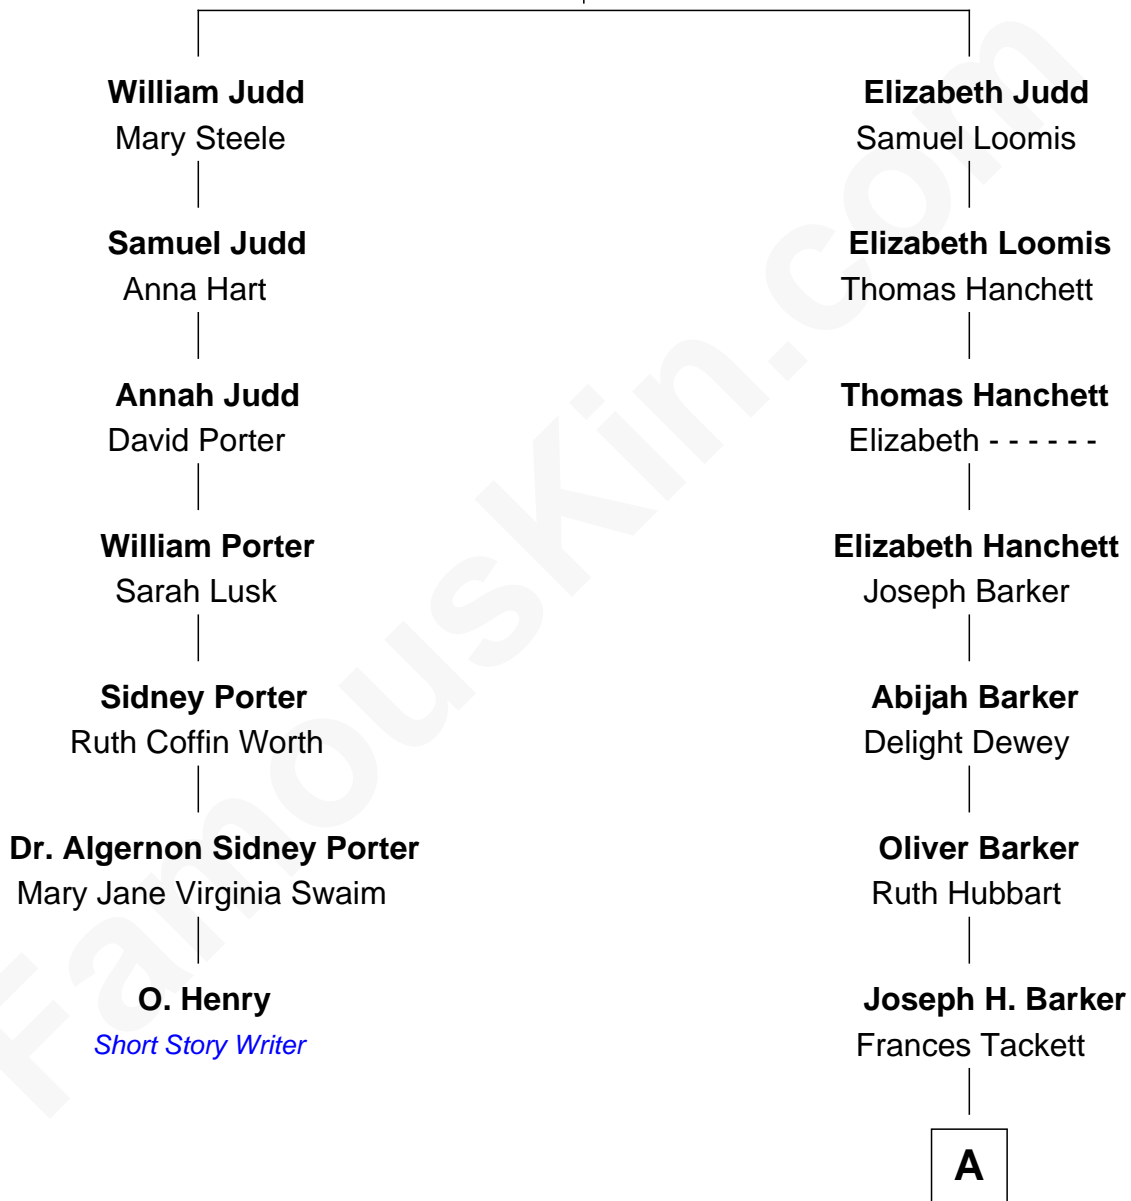 William Judd
Mary Steele
Samuel Judd
Anna Hart
Annah Judd
David Porter
William Porter
Sarah Lusk
Sidney Porter
Ruth Coffin Worth
Dr. Algernon Sidney Porter
Mary Jane Virginia Swaim
O. Henry
Short Story Writer
Elizabeth Judd
Samuel Loomis
Elizabeth Loomis
Thomas Hanchett
Thomas Hanchett
Elizabeth - - - - - -
Elizabeth Hanchett
Joseph Barker
Abijah Barker
Delight Dewey
Oliver Barker
Ruth Hubbart
Joseph H. Barker
Frances Tackett
A
FamousKin.com